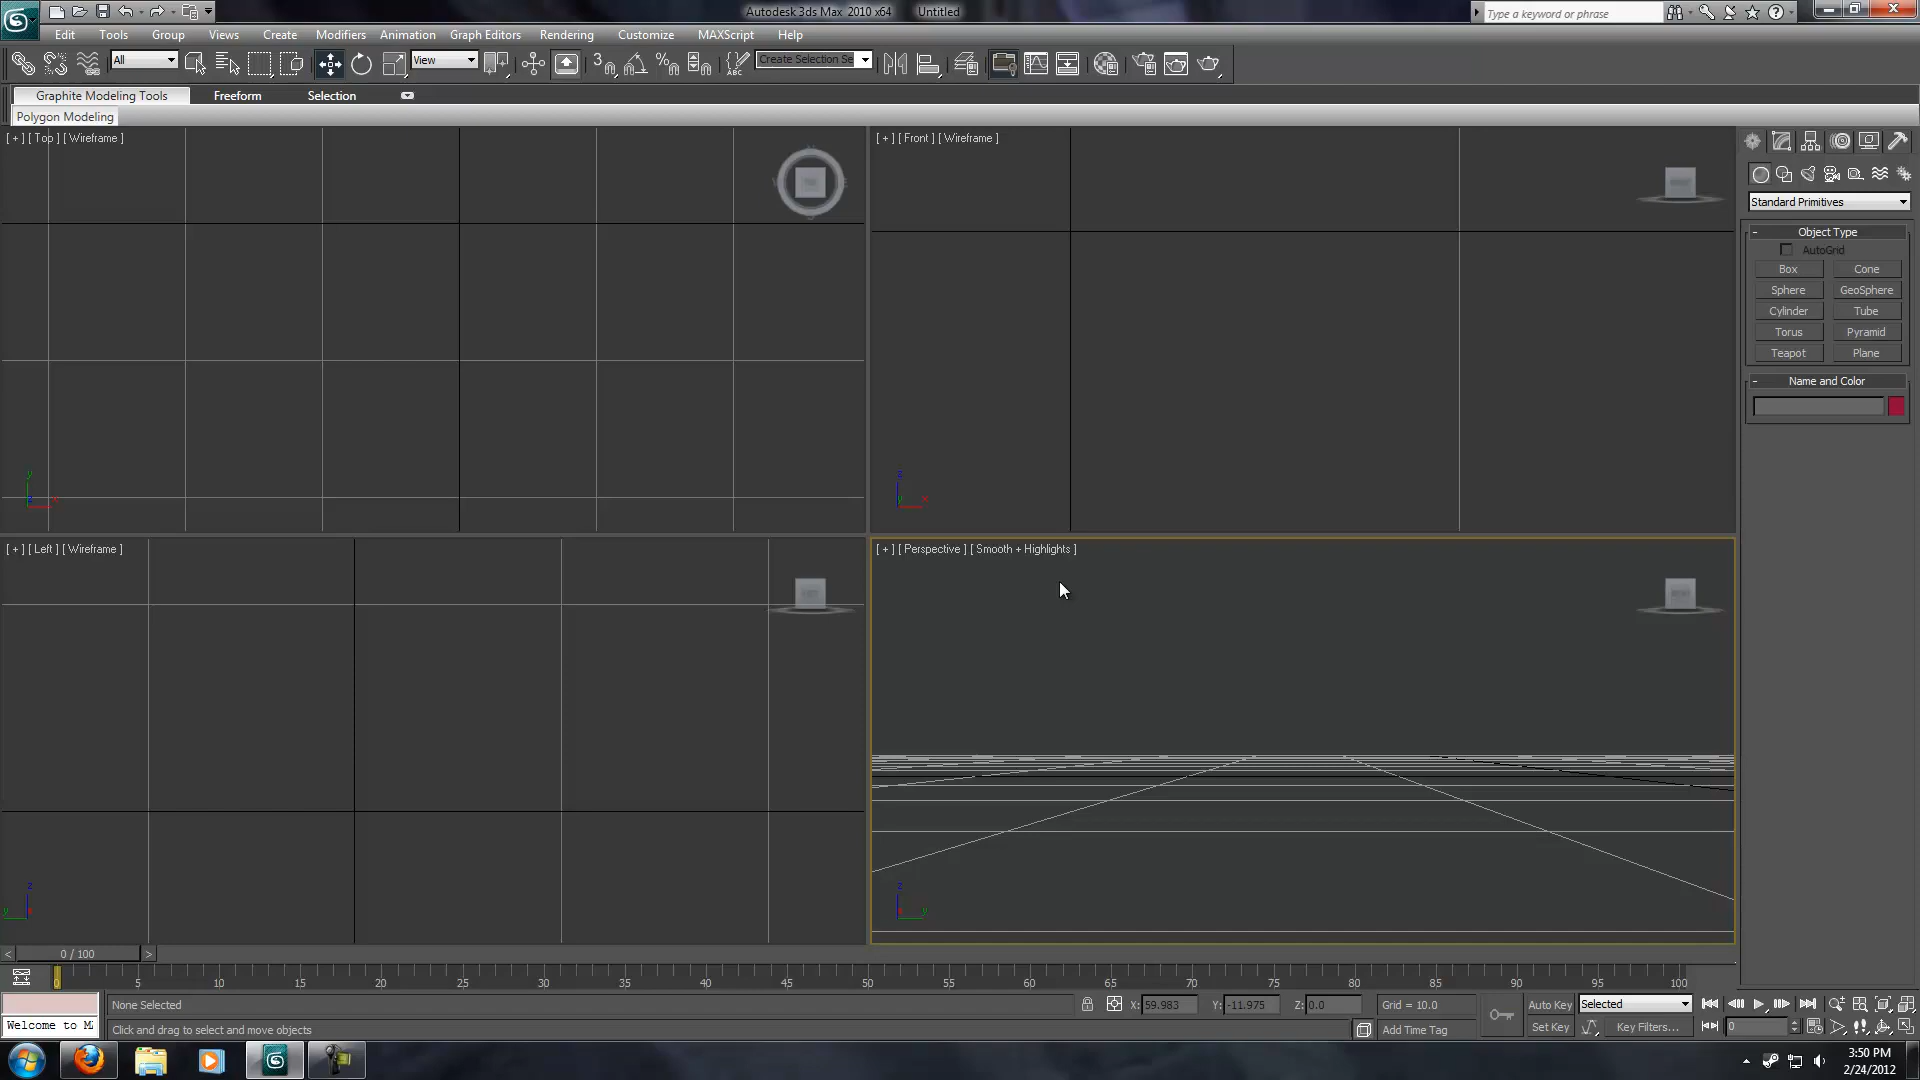 Autodesk 3ds Max 2010 x64 Untitled
Type a keyword or phrase
Edit Tools Group Views Create Modifiers Animation Graph Editors Rendering Customize MAXScript Help
All
View
3
%
ABC
Create Selection Se
Graphite Modeling Tools Freeform Selection
Polygon Modeling
[ + ] [ Top ] [ Wireframe ]
[ + ] [ Front ] [ Wireframe ]
Standard Primitives
- Object Type
AutoGrid
Box Cone
Sphere GeoSphere
Cylinder Tube
Torus Pyramid
Teapot Plane
- Name and Color
y
z x
z
y x
[ + ] [ Left ] [ Wireframe ]
[ + ] [ Perspective ] [ Smooth + Highlights ]
z
y x
z
x y
< 0 / 100 >
0 5 10 15 20 25 30 35 40 45 50 55 60 65 70 75 80 85 90 95 100
None Selected X: 59.983 Y: -11.975 Z: 0.0 Grid = 10.0 Auto Key Selected
Welcome to M
Click and drag to select and move objects Add Time Tag Set Key Key Filters... 0
3:50 PM
2/24/2012